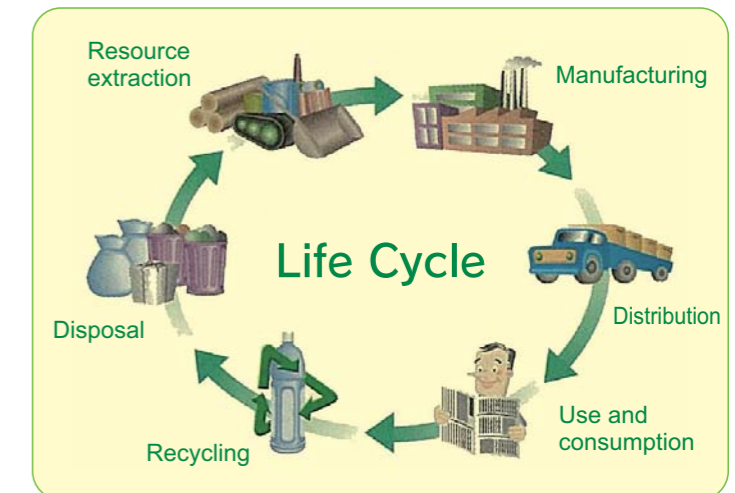 Resource
extraction
Manufacturing
Life Cycle
Distribution
Disposal
Use and
consumption
Recycling